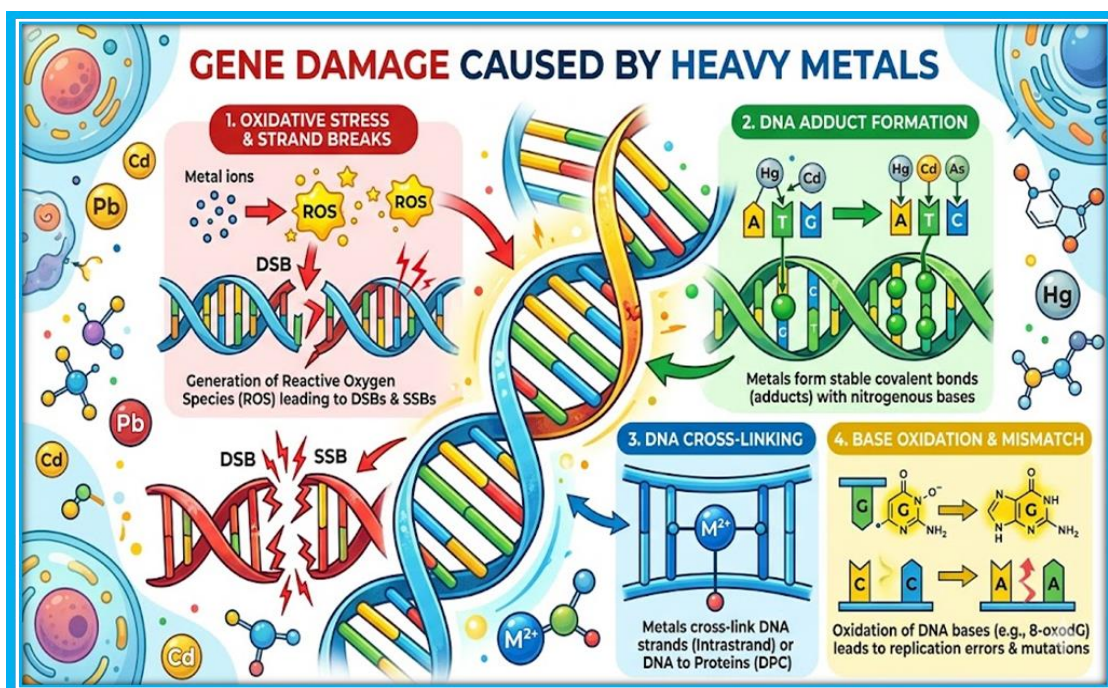 GENE DAMAGE CAUSED BY HEAVY METALS
1. OXIDATIVE STRESS
& STRAND BREAKS
Metal ions
ROS
ROS
DSB
Generation of Reactive Oxygen
Species (ROS) leading to DSBs & SSBs
DSB
SSB
2. DNA ADDUCT FORMATION
Hg
Cd
Hg
Cd
As
A
T
G
A
T
C
C
G
T
Metals form stable covalent bonds
(adducts) with nitrogenous bases
3. DNA CROSS-LINKING
M²⁺
Metals cross-link DNA
strands (Intrastrand) or
DNA to Proteins (DPC)
4. BASE OXIDATION & MISMATCH
G
O
G
N
O⁻
N
NH₂
O
N
NH
G
N
H
N
NH₂
C
C
A
A
Oxidation of DNA bases (e.g., 8-oxodG)
leads to replication errors & mutations
Cd
Pb
Pb
Cd
Cd
Hg
M²⁺